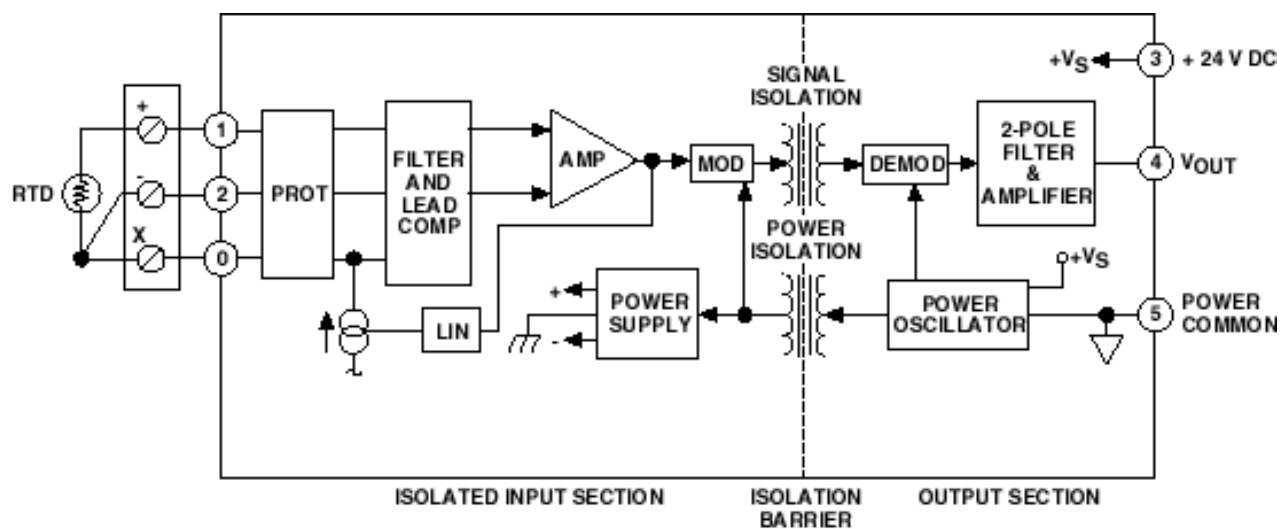 +VS
3
+ 24 V DC
SIGNAL
ISOLATION
+
1
PROT
FILTER
AND
LEAD
COMP
AMP
MOD
DEMOD
2-POLE
FILTER
&
AMPLIFIER
4
VOUT
RTD
-
2
X
0
POWER
ISOLATION
+VS
+
-
POWER
SUPPLY
LIN
POWER
OSCILLATOR
5
POWER
COMMON
ISOLATED INPUT SECTION
ISOLATION
BARRIER
OUTPUT SECTION